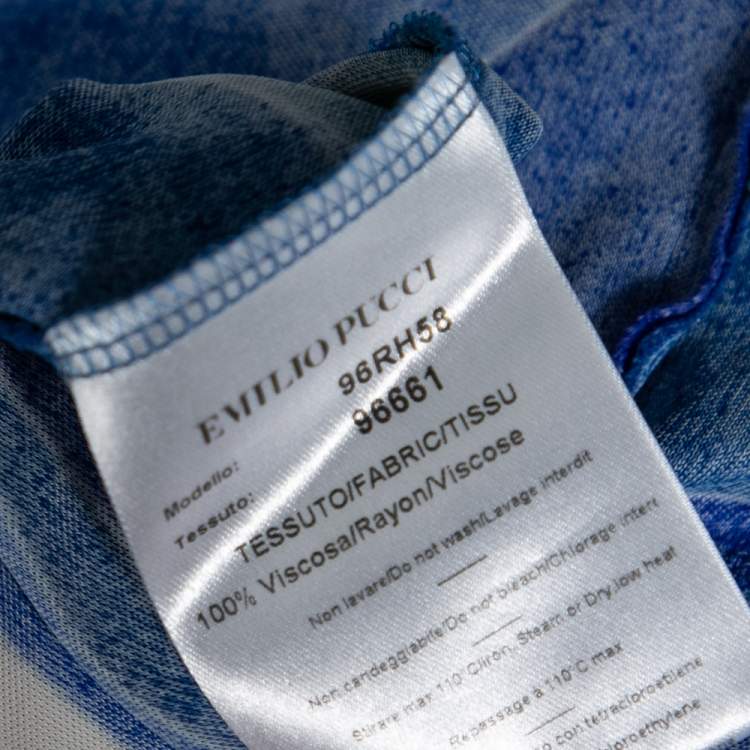 EMILIO PUCCI
Modello: 96RH58
Tessuto: 96661
TESSUTO/FABRIC/TISSU
100% Viscosa/Rayon/Viscose
Non lavare/Do not wash/Lavage interdit
Non candeggiabile/Do not bleach/Chlorage inter
Stirare max 110°C/Iron, Steam or Dry, low heat
Repassage a 110°C max
con tetracloroetilene